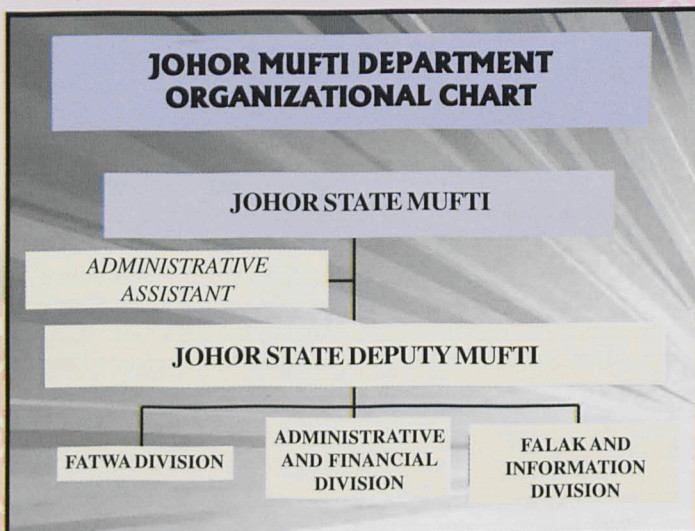 JOHOR MUFTI DEPARTMENT
ORGANIZATIONAL CHART
JOHOR STATE MUFTI
ADMINISTRATIVE
ASSISTANT
JOHOR STATE DEPUTY MUFTI
FATWA DIVISION
ADMINISTRATIVE
AND FINANCIAL
DIVISION
FALAK AND
INFORMATION
DIVISION